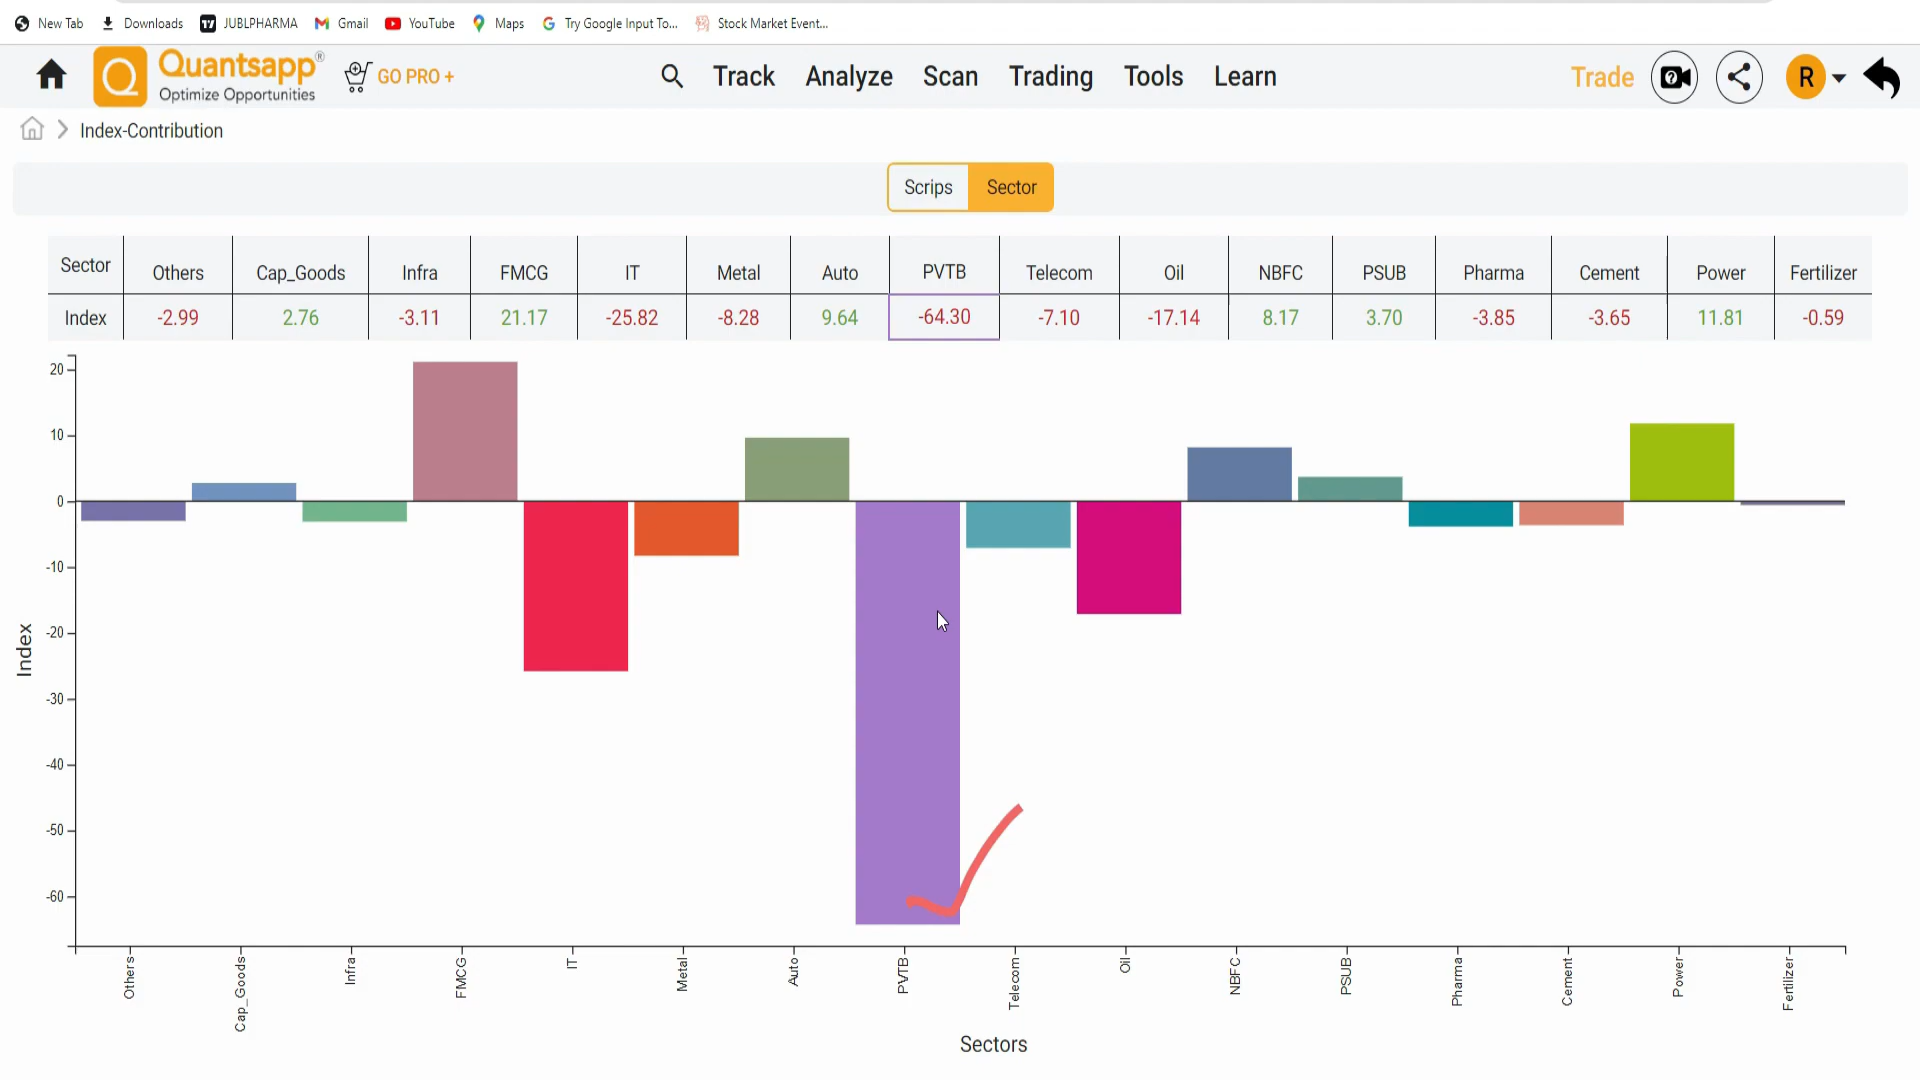 New Tab Downloads JUBLPHARMA Gmail YouTube Maps Try Google Input To... Stock Market Event...
Quantsapp®
Optimize Opportunities
GO PRO +
Track Analyze Scan Trading Tools Learn
Trade R
Index-Contribution
Scrips Sector
Sector Others Cap_Goods Infra FMCG IT Metal Auto PVTB Telecom Oil NBFC PSUB Pharma Cement Power Fertilizer
Index -2.99 2.76 -3.11 21.17 -25.82 -8.28 9.64 -64.30 -7.10 -17.14 8.17 3.70 -3.85 -3.65 11.81 -0.59
20
10
0
-10
-20
-30
-40
-50
-60
Index
Others Cap_Goods Infra FMCG IT Metal Auto PVTB Telecom Oil NBFC PSUB Pharma Cement Power Fertilizer
Sectors